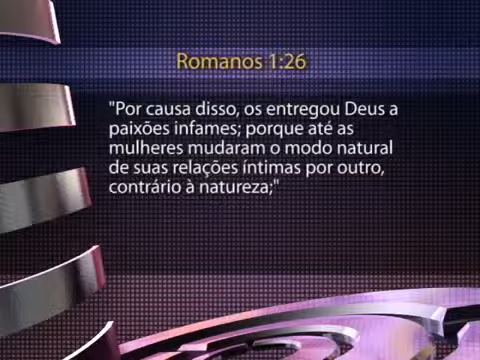 Romanos 1:26
"Por causa disso, os entregou Deus a
paixões infames; porque até as
mulheres mudaram o modo natural
de suas relações íntimas por outro,
contrário à natureza;"